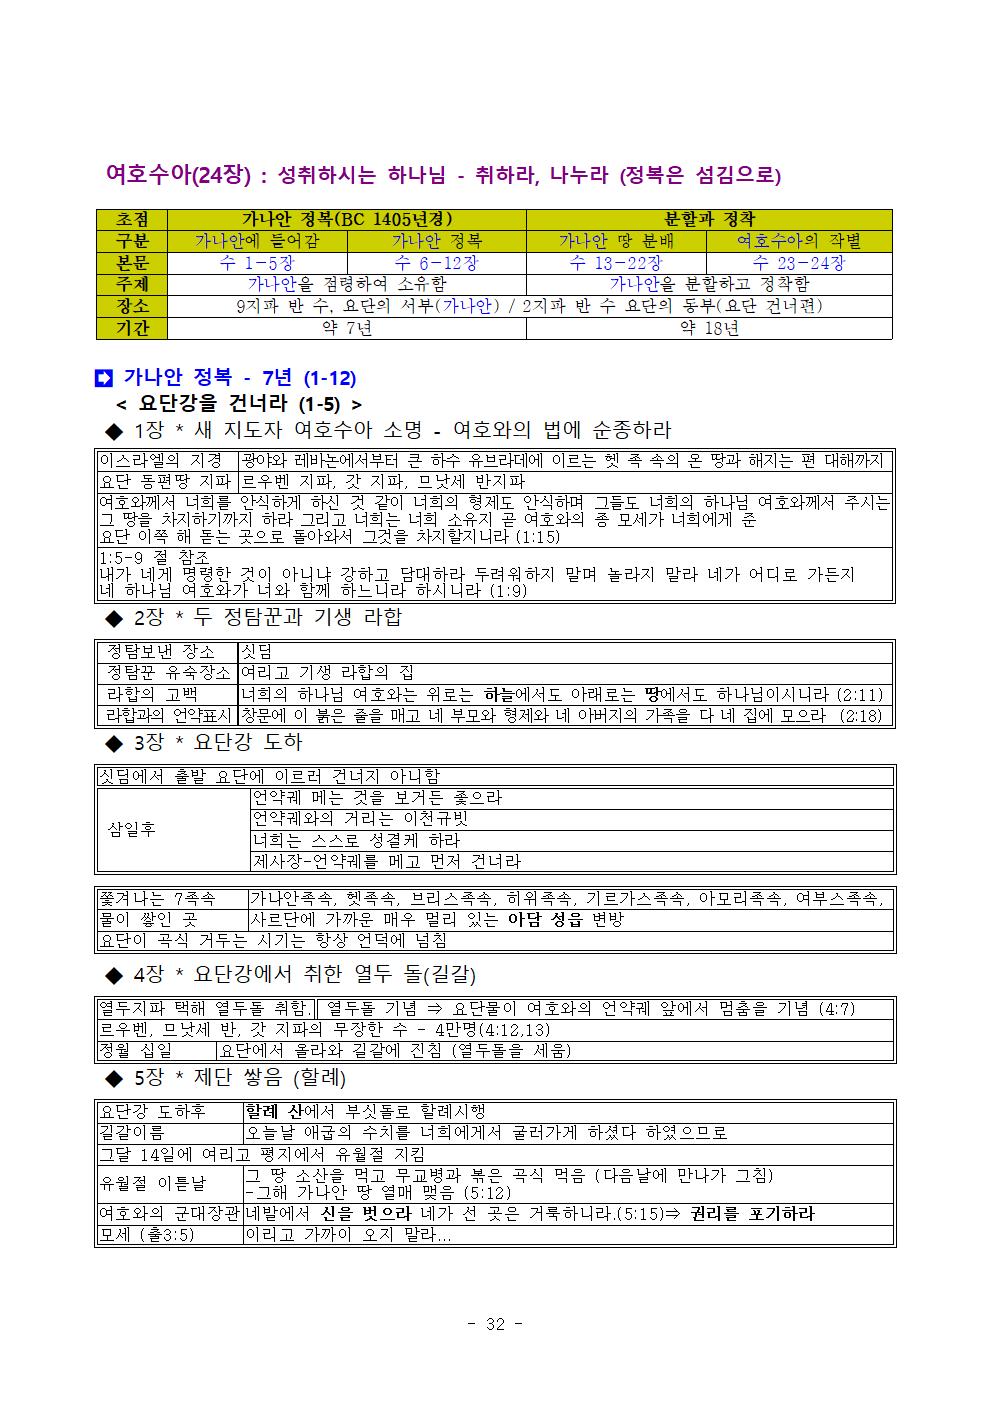 여호수아(24장) : 성취하시는 하나님 - 취하라, 나누라 (정복은 섬김으로)
초점 가나안 정복(BC 1405년경) 분할과 정착
구분 가나안에 들어감 가나안 정복 가나안 땅 분배 여호수아의 작별
본문 수 1-5장 수 6-12장 수 13-22장 수 23-24장
주제 가나안을 점령하여 소유함 가나안을 분할하고 정착함
장소 9지파 반 수, 요단의 서부(가나안) / 2지파 반 수 요단의 동부(요단 건너편)
기간 약 7년 약 18년
➡ 가나안 정복 - 7년 (1-12)
< 요단강을 건너라 (1-5) >
◆ 1장 * 새 지도자 여호수아 소명 - 여호와의 법에 순종하라
이스라엘의 지경 광야와 레바논에서부터 큰 하수 유브라데에 이르는 헷 족 속의 온 땅과 해지는 편 대해까지
요단 동편땅 지파 르우벤 지파, 갓 지파, 므낫세 반지파
여호와께서 너희를 안식하게 하신 것 같이 너희의 형제도 안식하며 그들도 너희의 하나님 여호와께서 주시는
그 땅을 차지하기까지 하라 그리고 너희는 너희 소유지 곧 여호와의 종 모세가 너희에게 준
요단 이쪽 해 돋는 곳으로 돌아와서 그것을 차지할지니라 (1:15)
1:5-9 절 참조
내가 네게 명령한 것이 아니냐 강하고 담대하라 두려워하지 말며 놀라지 말라 네가 어디로 가든지
네 하나님 여호와가 너와 함께 하느니라 하시니라 (1:9)
◆ 2장 * 두 정탐꾼과 기생 라합
정탐보낸 장소 싯딤
정탐꾼 유숙장소 여리고 기생 라합의 집
라합의 고백 너희의 하나님 여호와는 위로는 하늘에서도 아래로는 땅에서도 하나님이시니라 (2:11)
라합과의 언약표시 창문에 이 붉은 줄을 매고 네 부모와 형제와 네 아버지의 가족을 다 네 집에 모으라 (2:18)
◆ 3장 * 요단강 도하
싯딤에서 출발 요단에 이르러 건너지 아니함
삼일후 언약궤 메는 것을 보거든 좇으라
언약궤와의 거리는 이천규빗
너희는 스스로 성결케 하라
제사장-언약궤를 메고 먼저 건너라
쫓겨나는 7족속 가나안족속, 헷족속, 브리스족속, 히위족속, 기르가스족속, 아모리족속, 여부스족속,
물이 쌓인 곳 사르단에 가까운 매우 멀리 있는 아담 성읍 변방
요단이 곡식 거두는 시기는 항상 언덕에 넘침
◆ 4장 * 요단강에서 취한 열두 돌(길갈)
열두지파 택해 열두돌 취함. 열두돌 기념 ⇒ 요단물이 여호와의 언약궤 앞에서 멈춤을 기념 (4:7)
르우벤, 므낫세 반, 갓 지파의 무장한 수 - 4만명(4:12,13)
정월 십일 요단에서 올라와 길갈에 진침 (열두돌을 세움)
◆ 5장 * 제단 쌓음 (할례)
요단강 도하후 할례 산에서 부싯돌로 할례시행
길갈이름 오늘날 애굽의 수치를 너희에게서 굴러가게 하셨다 하였으므로
그달 14일에 여리고 평지에서 유월절 지킴
유월절 이튿날 그 땅 소산을 먹고 무교병과 볶은 곡식 먹음 (다음날에 만나가 그침)
-그해 가나안 땅 열매 맺음 (5:12)
여호와의 군대장관 네발에서 신을 벗으라 네가 선 곳은 거룩하니라.(5:15)⇒ 권리를 포기하라
모세 (출3:5) 이리고 가까이 오지 말라...
- 32 -